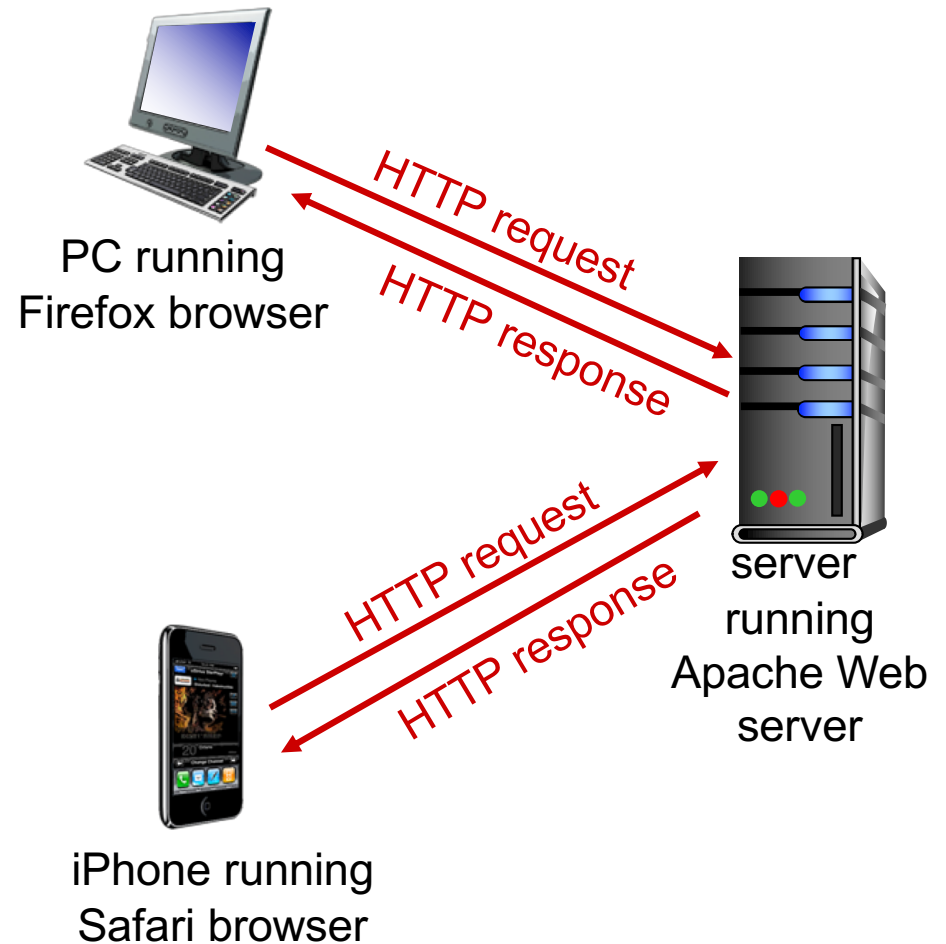 HTTP request
HTTP response
PC running
Firefox browser
HTTP request
HTTP response
server
running
Apache Web
server
iPhone running
Safari browser